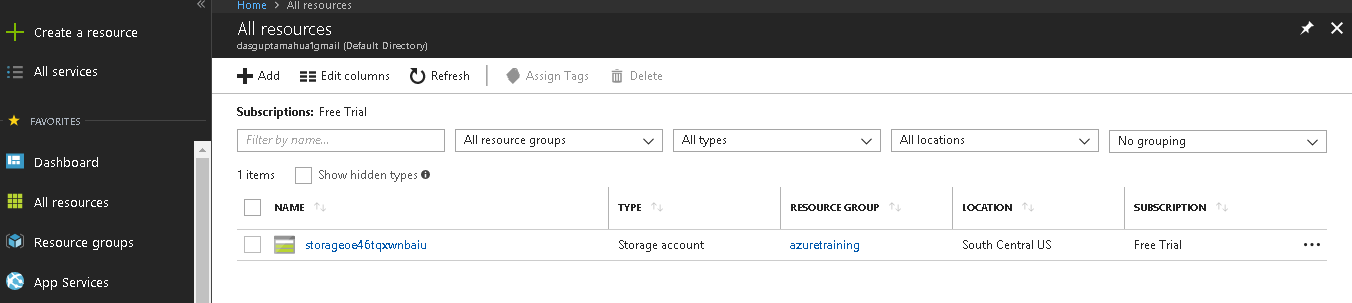 «
Home > All resources
Create a resource
All services
FAVORITES
Dashboard
All resources
Resource groups
App Services
All resources
dasguptamahua1gmail (Default Directory)
Add Edit columns Refresh Assign Tags Delete
Subscriptions: Free Trial
Filter by name... All resource groups All types All locations No grouping
1 items Show hidden types
NAME TYPE RESOURCE GROUP LOCATION SUBSCRIPTION
storageoe46tqxwnbaiu Storage account azuretraining South Central US Free Trial ...